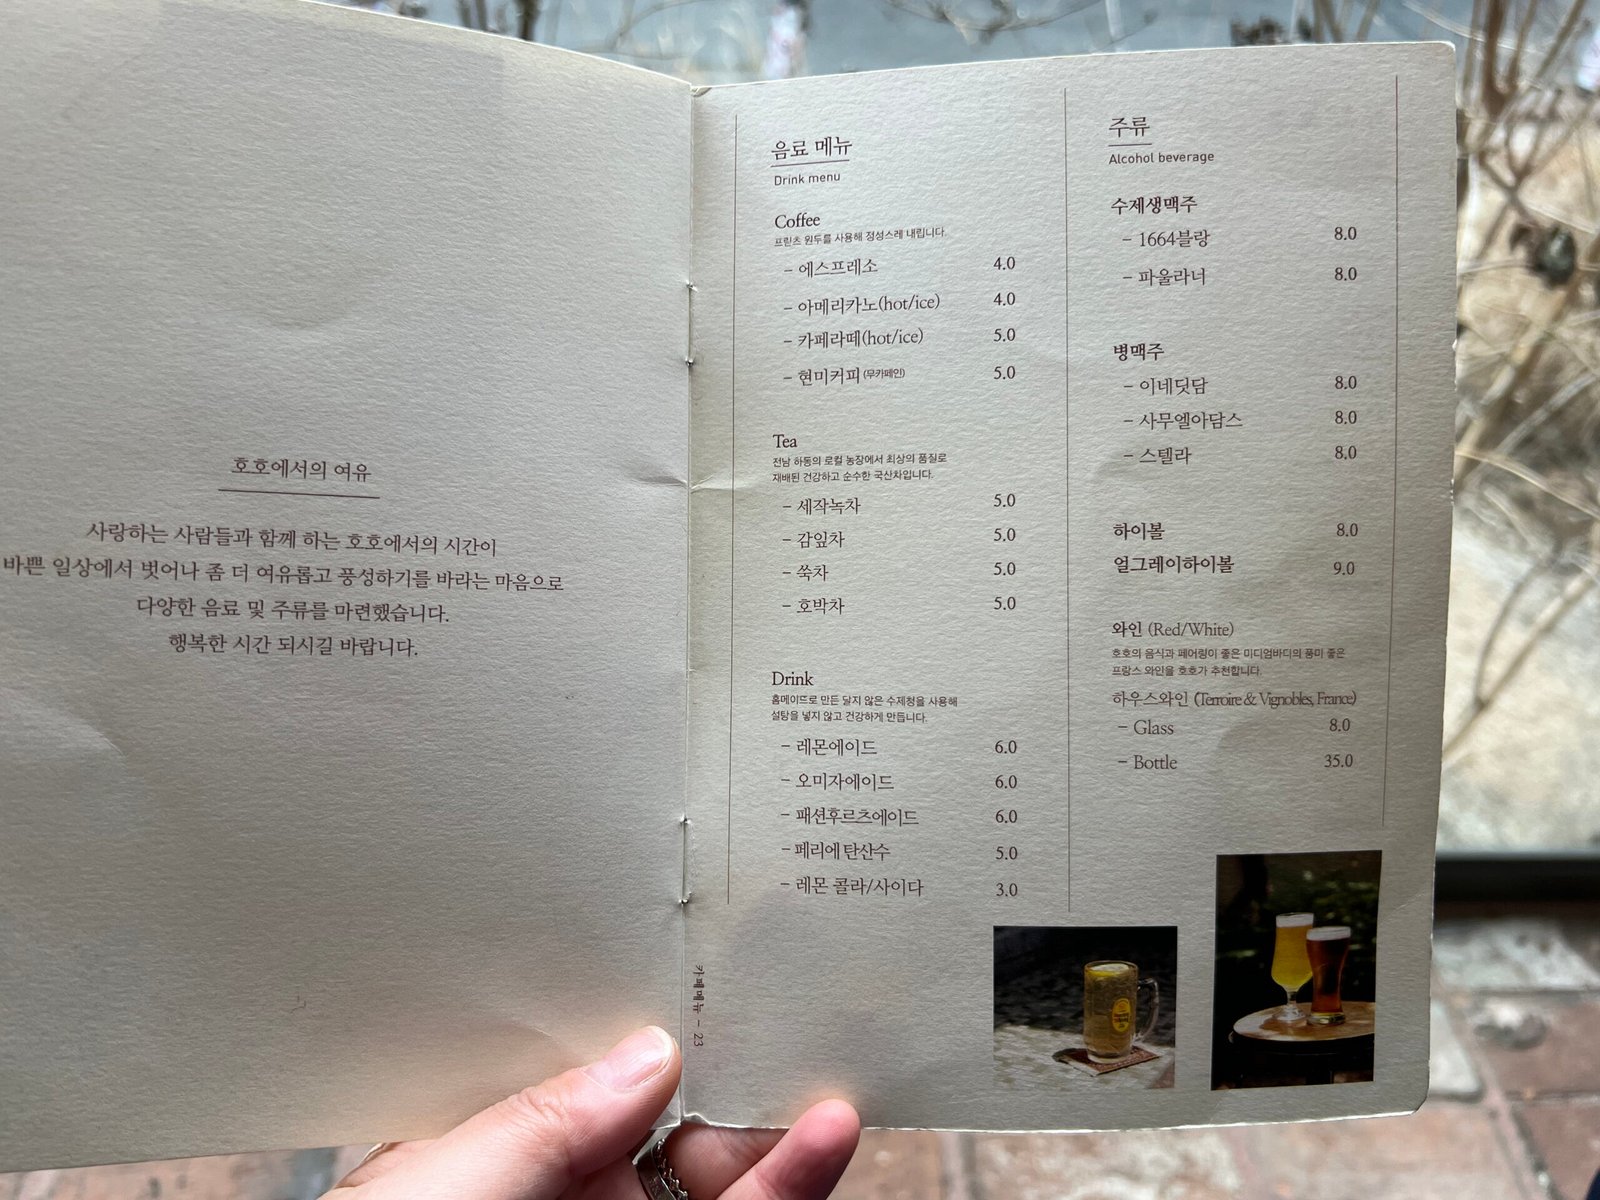 호호에서의 여유
사랑하는 사람들과 함께 하는 호호에서의 시간이
바쁜 일상에서 벗어나 좀 더 여유롭고 풍성하기를 바라는 마음으로
다양한 음료 및 주류를 마련했습니다.
행복한 시간 되시길 바랍니다.
음료 메뉴
Drink menu
Coffee
프릳츠 원두를 사용해 정성스레 내립니다.
– 에스프레소 4.0
– 아메리카노(hot/ice) 4.0
– 카페라떼(hot/ice) 5.0
– 현미커피 (무카페인) 5.0
Tea
전남 하동의 로컬 농장에서 최상의 품질로
재배된 건강하고 순수한 국산차입니다.
– 세작녹차 5.0
– 감잎차 5.0
– 쑥차 5.0
– 호박차 5.0
Drink
홈메이드로 만든 달지 않은 수제청을 사용해
설탕을 넣지 않고 건강하게 만듭니다.
– 레몬에이드 6.0
– 오미자에이드 6.0
– 패션후르츠에이드 6.0
– 페리에 탄산수 5.0
– 레몬 콜라/사이다 3.0
카페메뉴 – 23
주류
Alcohol beverage
수제생맥주
– 1664블랑 8.0
– 파울라너 8.0
병맥주
– 이네딧담 8.0
– 사무엘아담스 8.0
– 스텔라 8.0
하이볼 8.0
얼그레이하이볼 9.0
와인 (Red/White)
호호의 음식과 페어링이 좋은 미디엄바디의 풍미 좋은
프랑스 와인을 호호가 추천합니다.
하우스와인 (Terroire & Vignobles, France)
– Glass 8.0
– Bottle 35.0